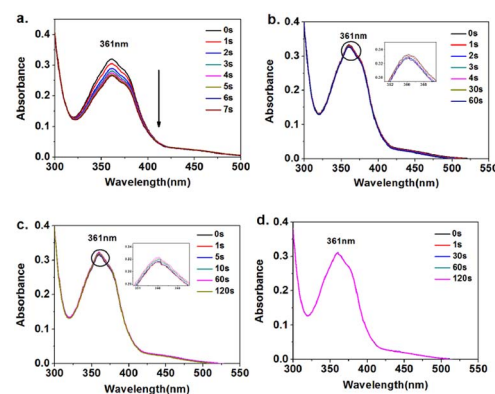 a.
361nm
0s
1s
2s
3s
4s
5s
6s
7s
Absorbance
0.4
0.3
0.2
0.1
0.0
300 350 400 450 500
Wavelength(nm)
b.
361nm
0s
1s
2s
3s
4s
30s
60s
Absorbance
0.4
0.3
0.2
0.1
0.0
300 350 400 450 500 550
Wavelength(nm)
c.
361nm
0s
1s
5s
10s
60s
120s
Absorbance
0.4
0.3
0.2
0.1
0.0
300 350 400 450 500 550
Wavelength(nm)
d.
361nm
0s
1s
30s
60s
120s
Absorbance
0.4
0.3
0.2
0.1
0.0
300 350 400 450 500 550
Wavelength(nm)